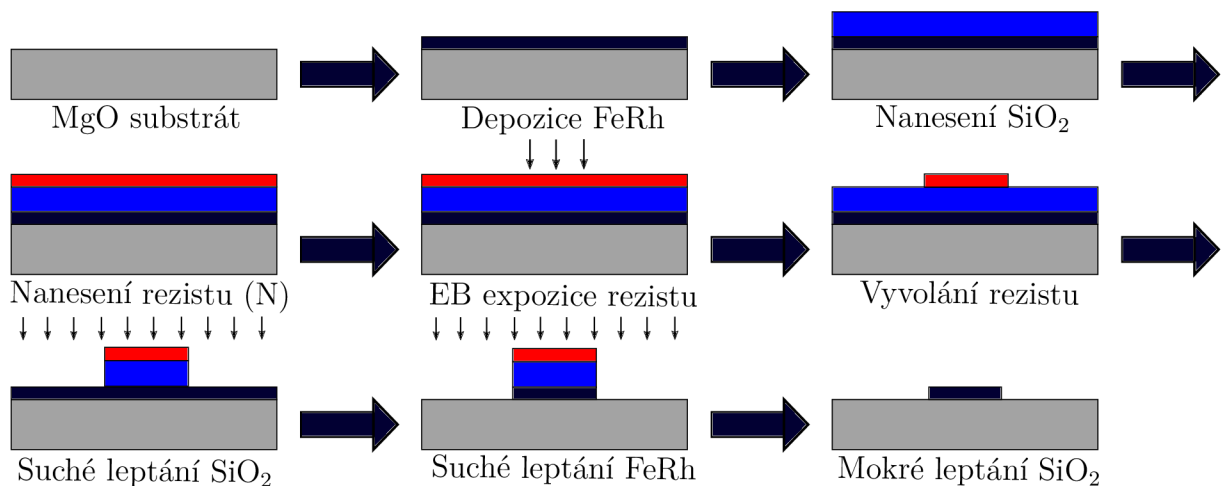 MgO substrát
Depozice FeRh
Nanesení SiO₂
Nanesení rezistu (N)
EB expozice rezistu
Vyvolání rezistu
Suché leptání SiO₂
Suché leptání FeRh
Mokré leptání SiO₂